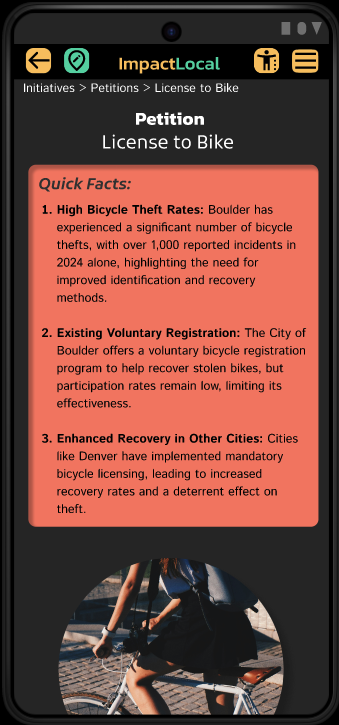 ImpactLocal
Initiatives > Petitions > License to Bike
Petition
License to Bike
Quick Facts:
1. High Bicycle Theft Rates: Boulder has
experienced a significant number of bicycle
thefts, with over 1,000 reported incidents in
2024 alone, highlighting the need for
improved identification and recovery
methods.
2. Existing Voluntary Registration: The City of
Boulder offers a voluntary bicycle registration
program to help recover stolen bikes, but
participation rates remain low, limiting its
effectiveness.
3. Enhanced Recovery in Other Cities: Cities
like Denver have implemented mandatory
bicycle licensing, leading to increased
recovery rates and a deterrent effect on
theft.